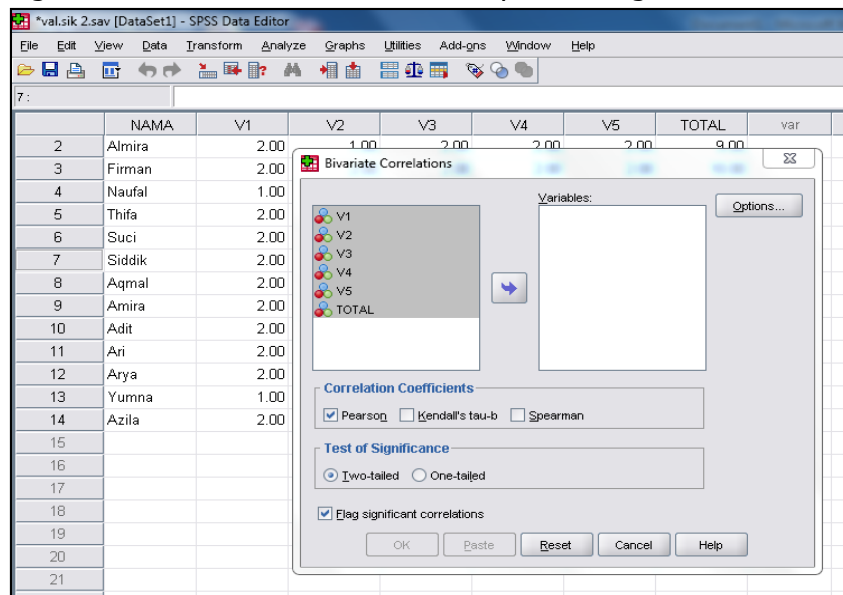 *val.sik 2.sav [DataSet1] - SPSS Data Editor
File Edit View Data Transform Analyze Graphs Utilities Add-ons Window Help
7 :
NAMA V1 V2 V3 V4 V5 TOTAL var
2 Almira 2.00 1.00 2.00 2.00 2.00 9.00
3 Firman 2.00
4 Naufal 1.00
5 Thifa 2.00
6 Suci 2.00
7 Siddik 2.00
8 Aqmal 2.00
9 Amira 2.00
10 Adit 2.00
11 Ari 2.00
12 Arya 2.00
13 Yumna 1.00
14 Azila 2.00
15
16
17
18
19
20
21
Bivariate Correlations
Variables:
Options...
V1
V2
V3
V4
V5
TOTAL
Correlation Coefficients
Pearson Kendall's tau-b Spearman
Test of Significance
Two-tailed One-tailed
Flag significant correlations
OK Paste Reset Cancel Help